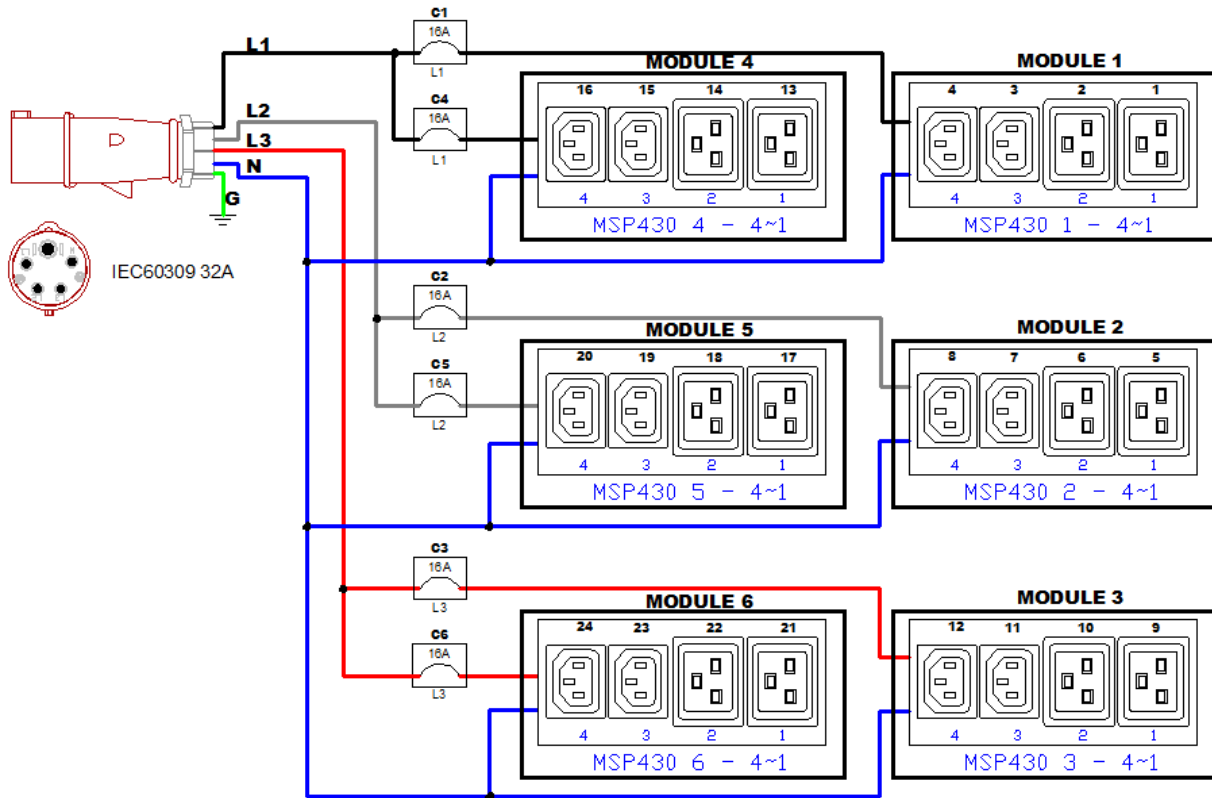 C1
16A
L1
L1
C4
16A
L1
L2
L3
N
G
IEC60309 32A
MODULE 4
16 15 14 13
4 3 2 1
MSP430 4 - 4~1
MODULE 1
4 3 2 1
4 3 2 1
MSP430 1 - 4~1
C2
16A
L2
C5
16A
L2
MODULE 5
20 19 18 17
4 3 2 1
MSP430 5 - 4~1
MODULE 2
8 7 6 5
4 3 2 1
MSP430 2 - 4~1
C3
16A
L3
C6
16A
L3
MODULE 6
24 23 22 21
4 3 2 1
MSP430 6 - 4~1
MODULE 3
12 11 10 9
4 3 2 1
MSP430 3 - 4~1